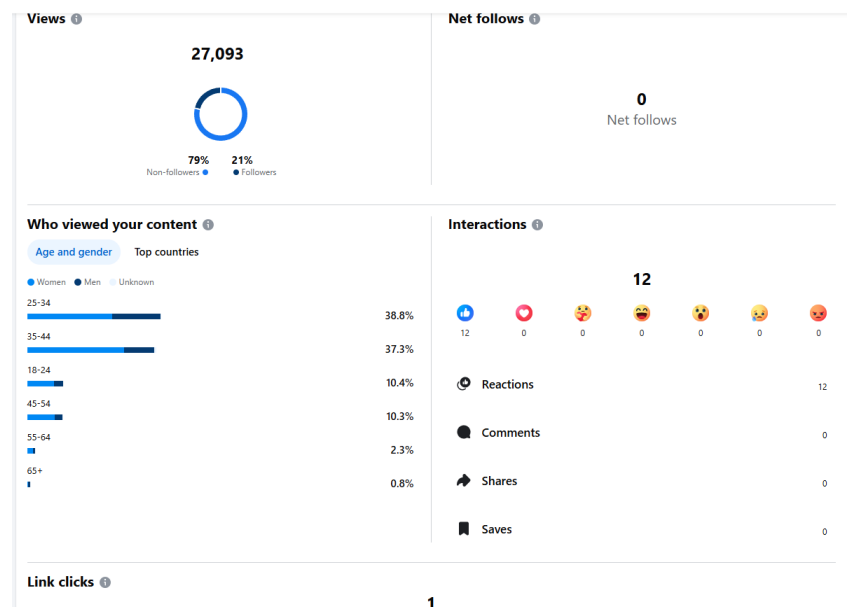 Views
Net follows
27,093
0
Net follows
79% 21%
Non-followers Followers
Who viewed your content
Interactions
Age and gender Top countries
12
Women Men Unknown
25-34
38.8%
12 0 0 0 0 0 0
35-44
37.3%
18-24
10.4%
Reactions 12
45-54
10.3%
Comments 0
55-64
2.3%
65+
0.8%
Shares 0
Saves 0
Link clicks
1